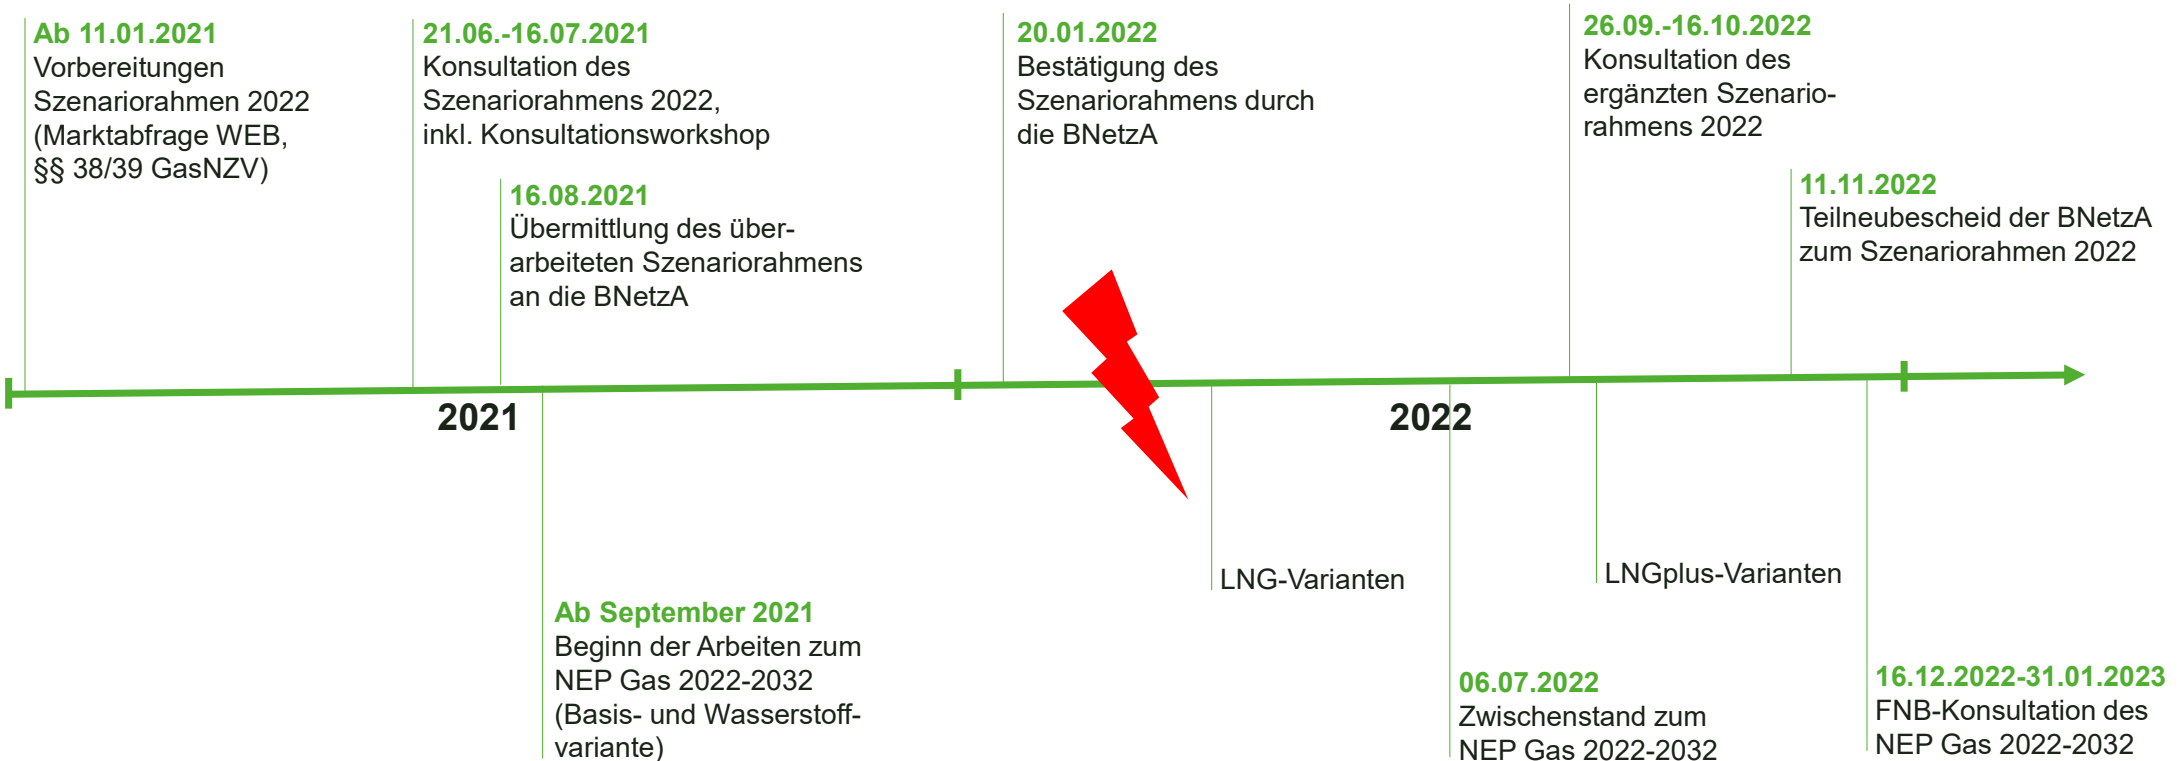 Ab 11.01.2021
Vorbereitungen
Szenariorahmen 2022
(Marktabfrage WEB,
§§ 38/39 GasNZV)
21.06.-16.07.2021
Konsultation des
Szenariorahmens 2022,
inkl. Konsultationsworkshop
16.08.2021
Übermittlung des über-
arbeiteten Szenariorahmens
an die BNetzA
20.01.2022
Bestätigung des
Szenariorahmens durch
die BNetzA
26.09.-16.10.2022
Konsultation des
ergänzten Szenario-
rahmens 2022
11.11.2022
Teilneubescheid der BNetzA
zum Szenariorahmen 2022
2021
2022
Ab September 2021
Beginn der Arbeiten zum
NEP Gas 2022-2032
(Basis- und Wasserstoff-
variante)
LNG-Varianten
06.07.2022
Zwischenstand zum
NEP Gas 2022-2032
LNGplus-Varianten
16.12.2022-31.01.2023
FNB-Konsultation des
NEP Gas 2022-2032